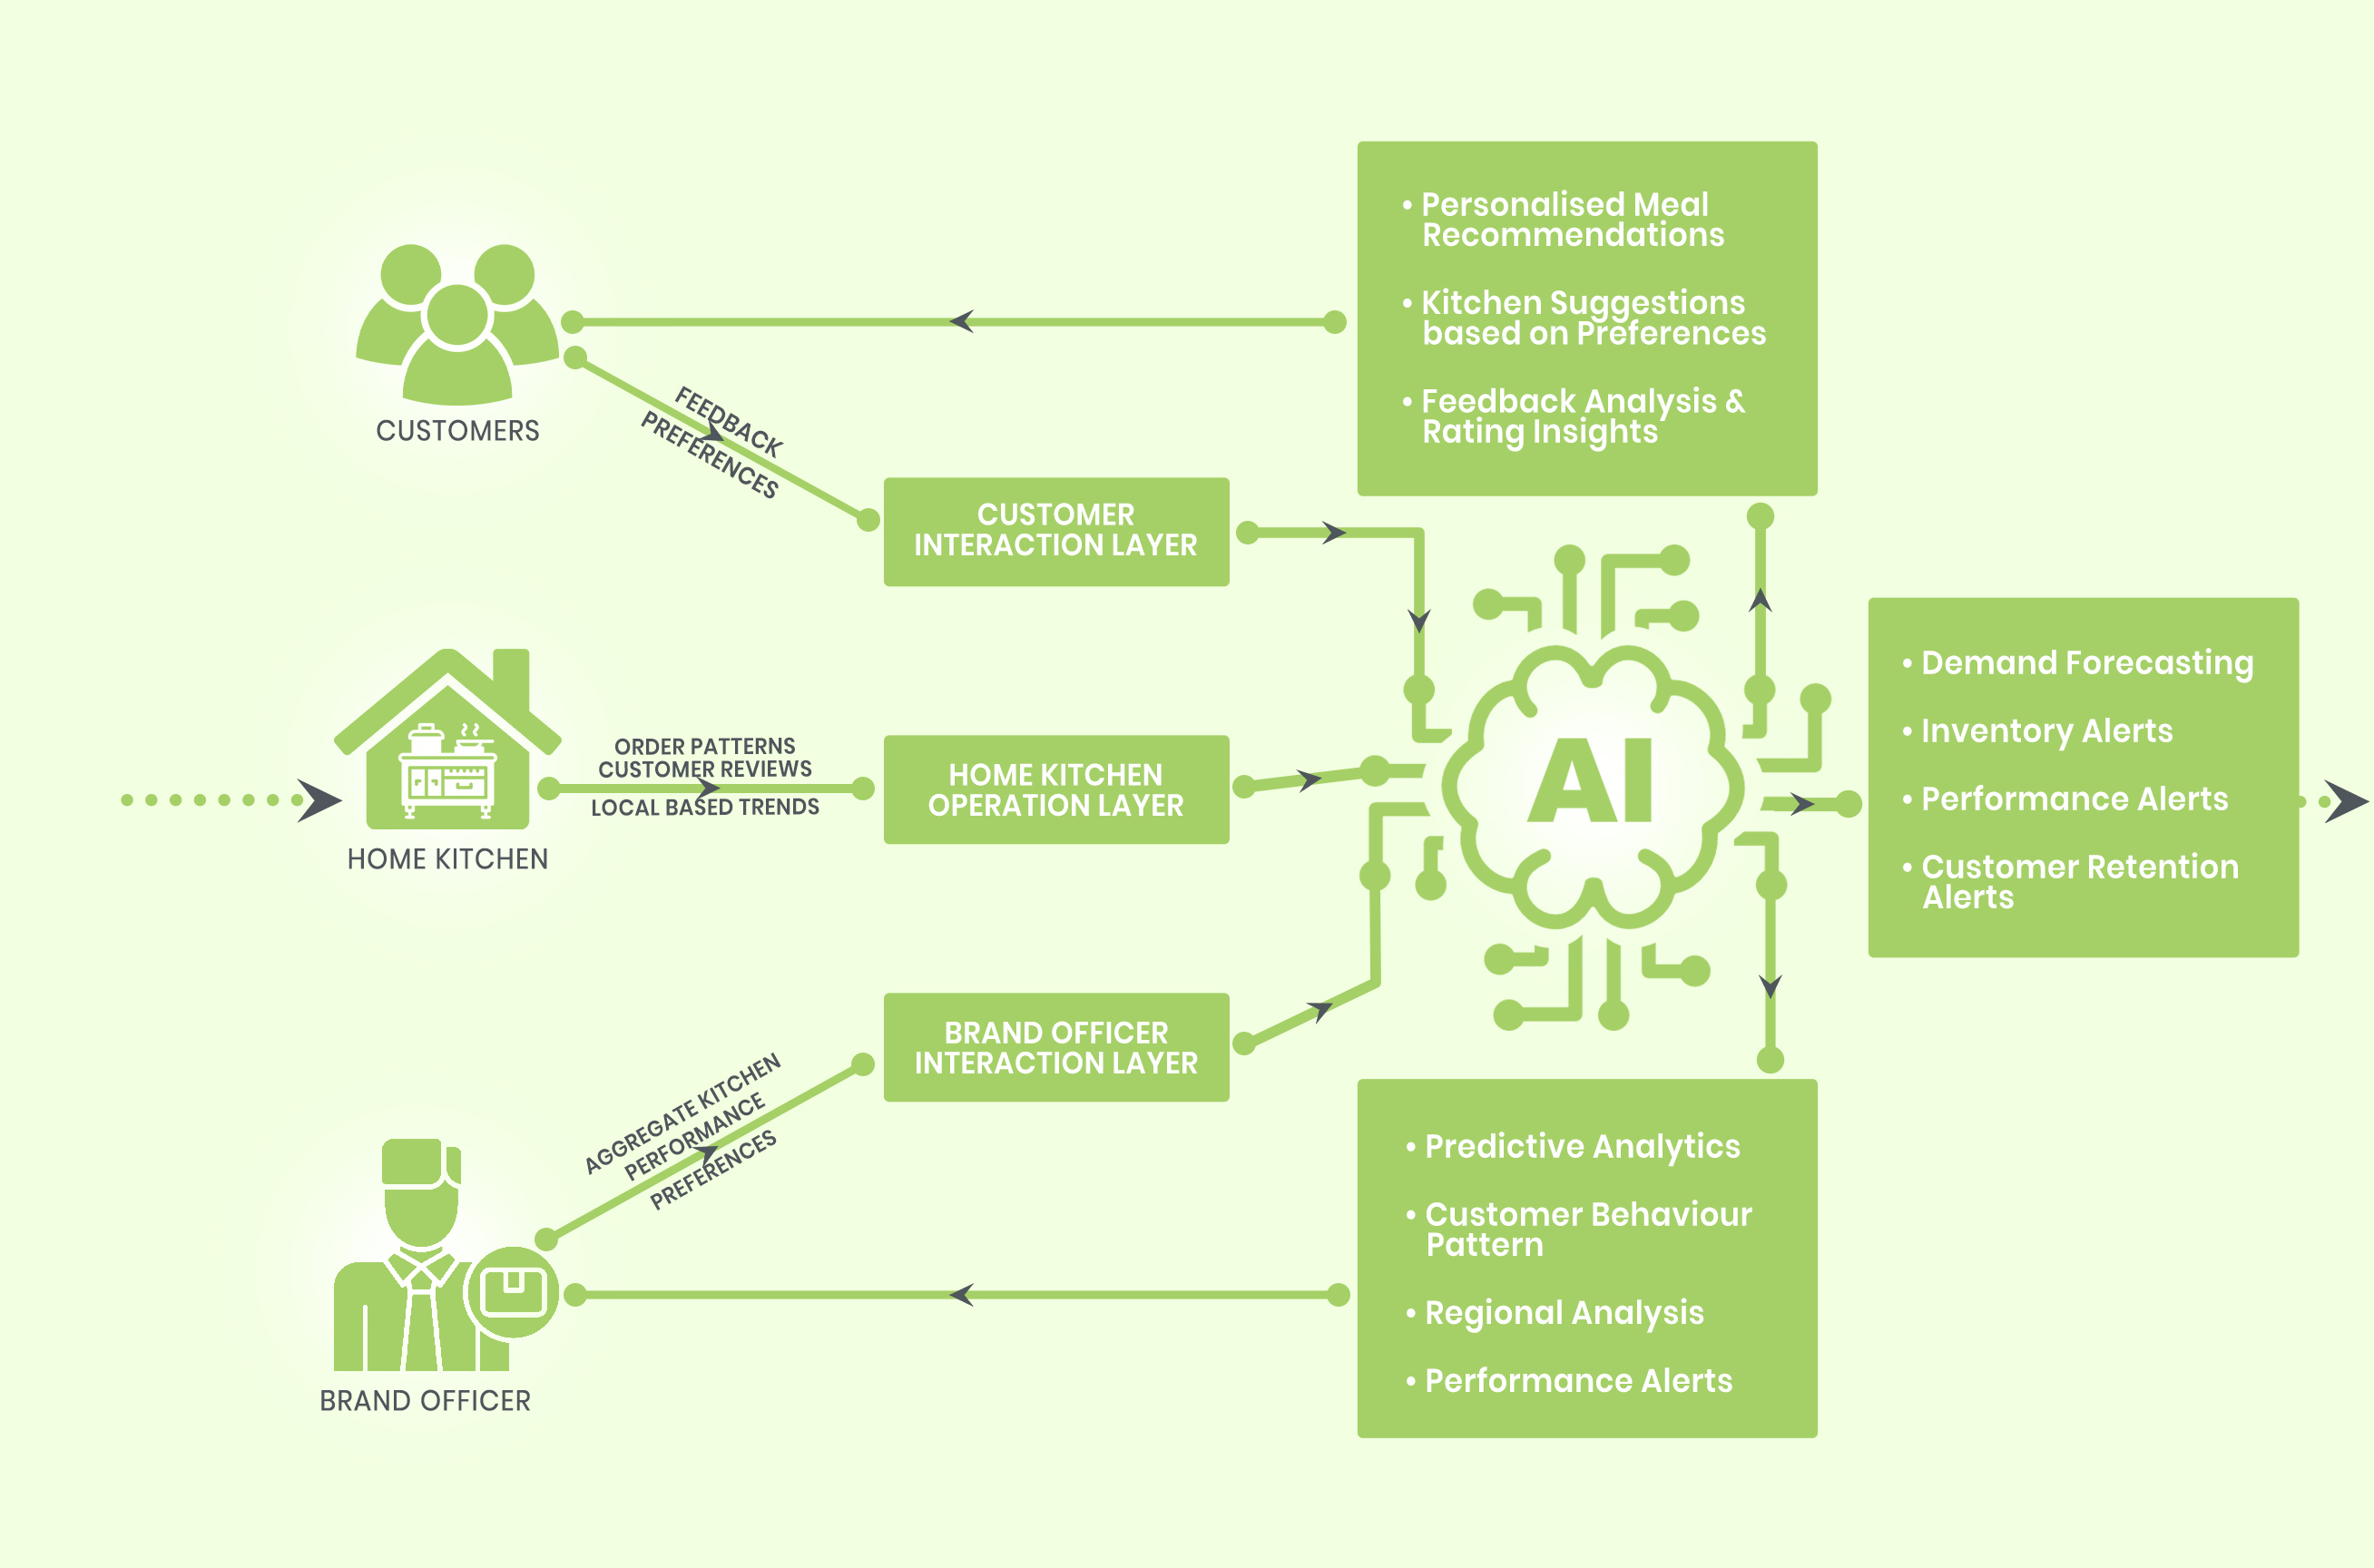 • Personalised Meal
Recommendations
• Kitchen Suggestions
based on Preferences
• Feedback Analysis &
Rating Insights
CUSTOMERS
FEEDBACK
PREFERENCES
CUSTOMER
INTERACTION LAYER
HOME KITCHEN
ORDER PATTERNS
CUSTOMER REVIEWS
LOCAL BASED TRENDS
HOME KITCHEN
OPERATION LAYER
AI
• Demand Forecasting
• Inventory Alerts
• Performance Alerts
• Customer Retention
Alerts
BRAND OFFICER
AGGREGATE KITCHEN
PERFORMANCE
PREFERENCES
BRAND OFFICER
INTERACTION LAYER
• Predictive Analytics
• Customer Behaviour
Pattern
• Regional Analysis
• Performance Alerts